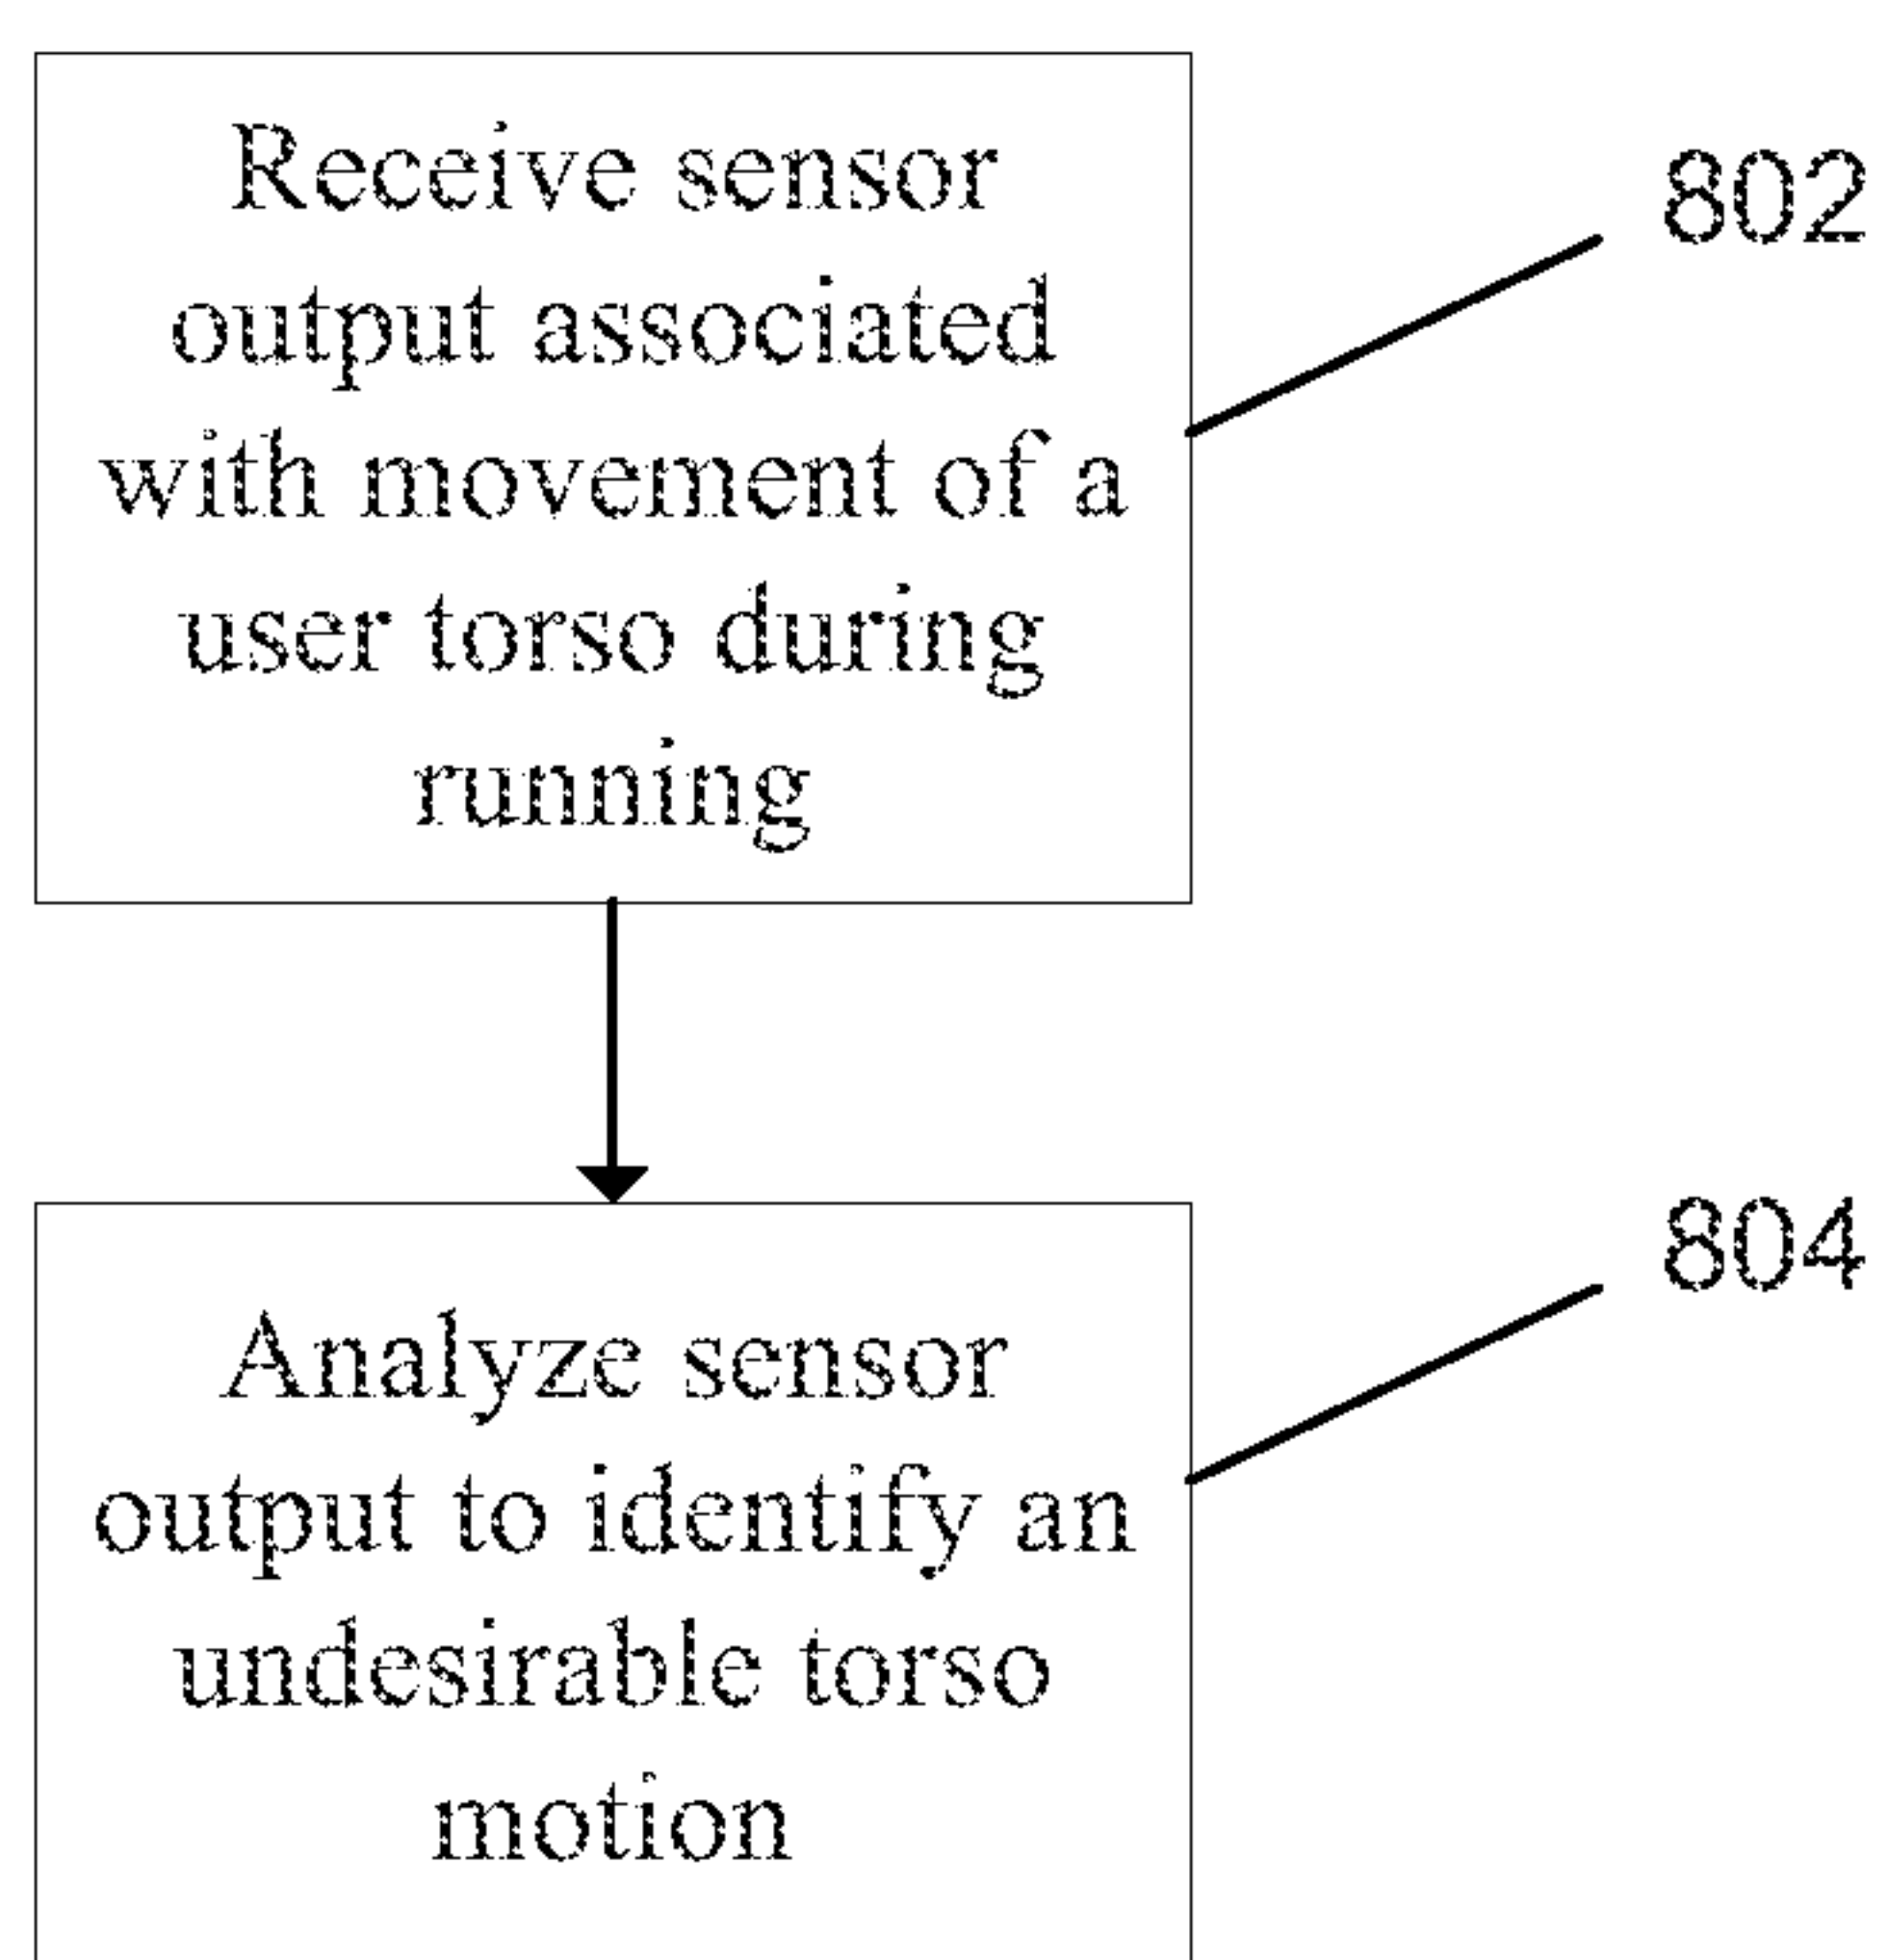 Receive sensor
output associated
with movement of a
user torso during
running
802
Analyze sensor
output to identify an
undesirable torso
motion
804